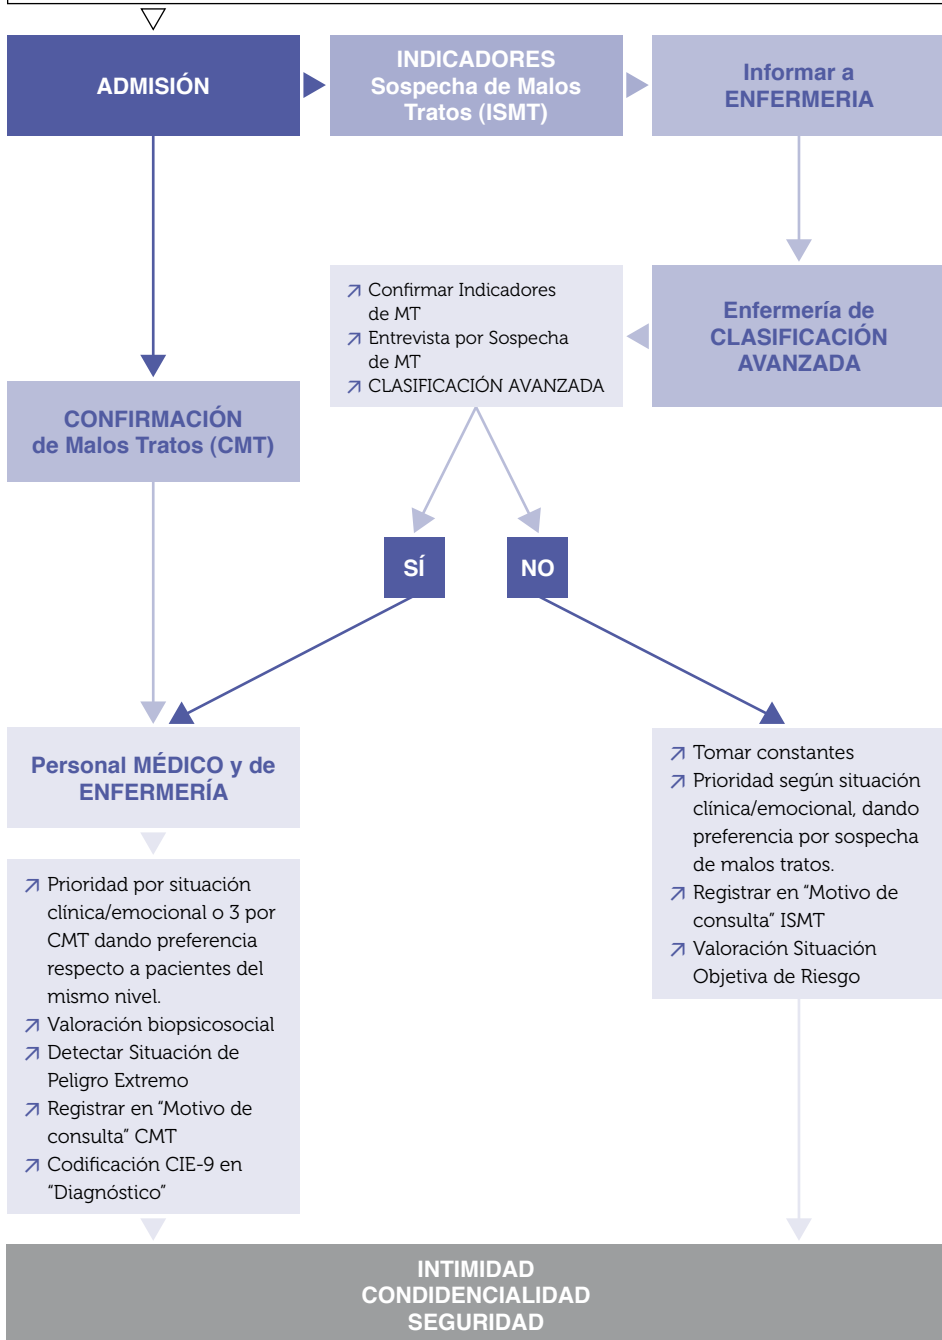 ADMISIÓN
INDICADORES
Sospecha de Malos
Tratos (ISMT)
Informar a
ENFERMERIA
Enfermería de
CLASIFICACIÓN
AVANZADA
Confirmar Indicadores
de MT
Entrevista por Sospecha
de MT
CLASIFICACIÓN AVANZADA
CONFIRMACIÓN
de Malos Tratos (CMT)
SÍ
NO
Personal MÉDICO y de
ENFERMERÍA
Prioridad por situación
clínica/emocional o 3 por
CMT dando preferencia
respecto a pacientes del
mismo nivel.
Valoración biopsicosocial
Detectar Situación de
Peligro Extremo
Registrar en “Motivo de
consulta” CMT
Codificación CIE-9 en
“Diagnóstico”
Tomar constantes
Prioridad según situación
clínica/emocional, dando
preferencia por sospecha
de malos tratos.
Registrar en “Motivo de
consulta” ISMT
Valoración Situación
Objetiva de Riesgo
INTIMIDAD
CONDIDENCIALIDAD
SEGURIDAD